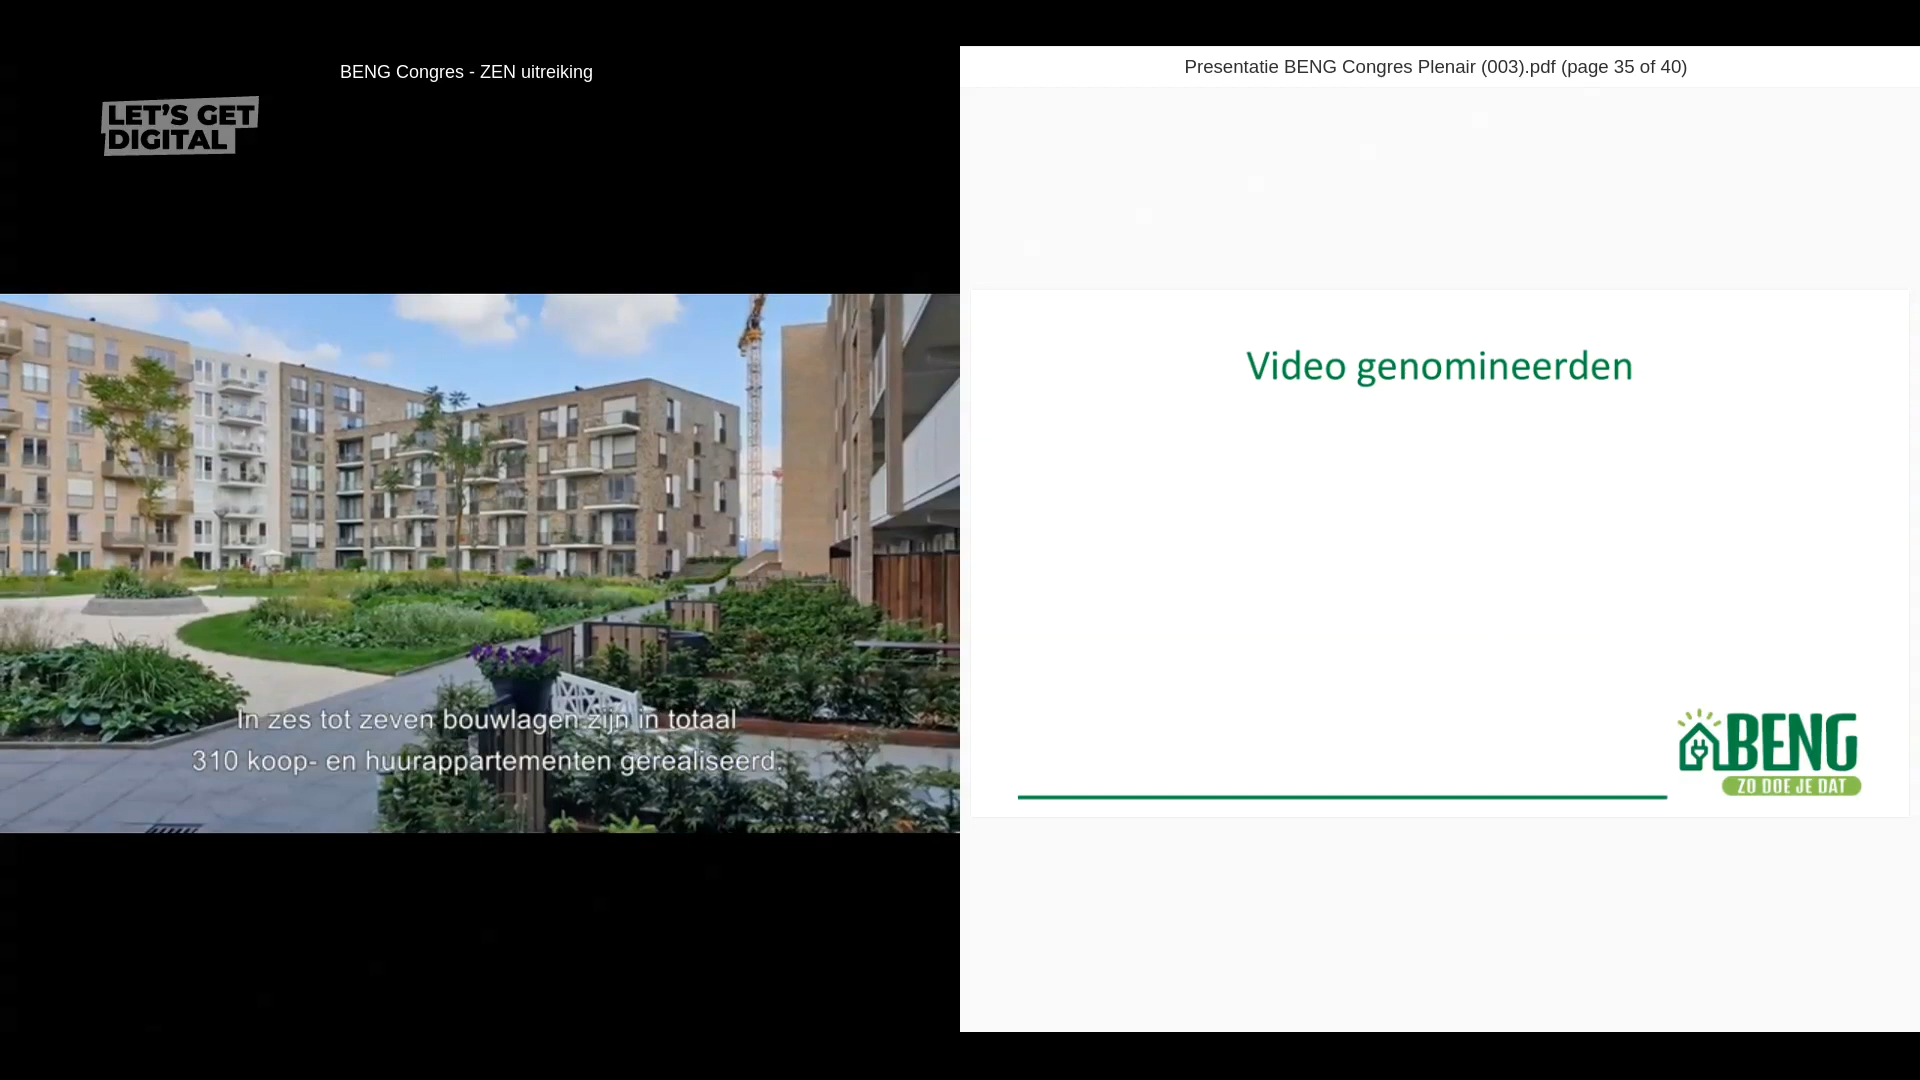 BENG Congres - ZEN uitreiking
LET'S GET
DIGITAL
In zes tot zeven bouwlagen zijn in totaal
310 koop- en huurappartementen gerealiseerd.
Presentatie BENG Congres Plenair (003).pdf (page 35 of 40)
Video genomineerden
BENG
ZO DOE JE DAT